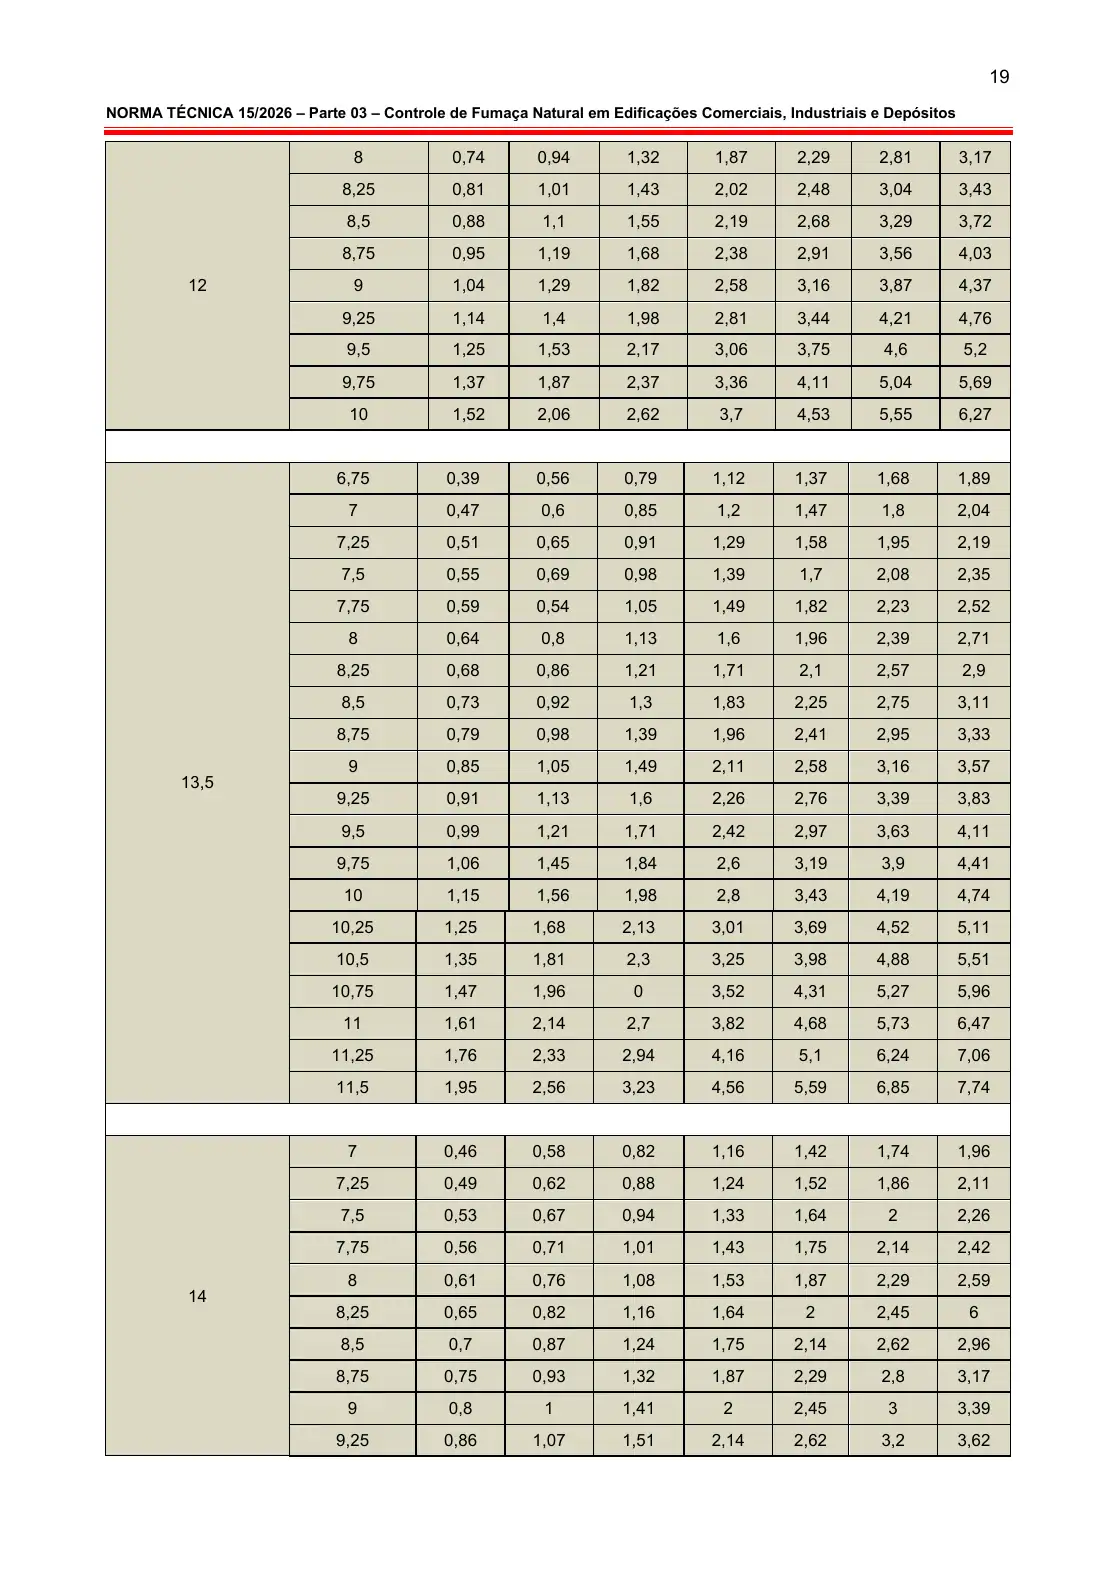 19
NORMA TÉCNICA 15/2026 – Parte 03 – Controle de Fumaça Natural em Edificações Comerciais, Industriais e Depósitos
8 0,74 0,94 1,32 1,87 2,29 2,81 3,17
8,25 0,81 1,01 1,43 2,02 2,48 3,04 3,43
8,5 0,88 1,1 1,55 2,19 2,68 3,29 3,72
8,75 0,95 1,19 1,68 2,38 2,91 3,56 4,03
12 9 1,04 1,29 1,82 2,58 3,16 3,87 4,37
9,25 1,14 1,4 1,98 2,81 3,44 4,21 4,76
9,5 1,25 1,53 2,17 3,06 3,75 4,6 5,2
9,75 1,37 1,87 2,37 3,36 4,11 5,04 5,69
10 1,52 2,06 2,62 3,7 4,53 5,55 6,27
6,75 0,39 0,56 0,79 1,12 1,37 1,68 1,89
7 0,47 0,6 0,85 1,2 1,47 1,8 2,04
7,25 0,51 0,65 0,91 1,29 1,58 1,95 2,19
7,5 0,55 0,69 0,98 1,39 1,7 2,08 2,35
7,75 0,59 0,54 1,05 1,49 1,82 2,23 2,52
8 0,64 0,8 1,13 1,6 1,96 2,39 2,71
8,25 0,68 0,86 1,21 1,71 2,1 2,57 2,9
8,5 0,73 0,92 1,3 1,83 2,25 2,75 3,11
8,75 0,79 0,98 1,39 1,96 2,41 2,95 3,33
9 0,85 1,05 1,49 2,11 2,58 3,16 3,57
13,5
9,25 0,91 1,13 1,6 2,26 2,76 3,39 3,83
9,5 0,99 1,21 1,71 2,42 2,97 3,63 4,11
9,75 1,06 1,45 1,84 2,6 3,19 3,9 4,41
10 1,15 1,56 1,98 2,8 3,43 4,19 4,74
10,25 1,25 1,68 2,13 3,01 3,69 4,52 5,11
10,5 1,35 1,81 2,3 3,25 3,98 4,88 5,51
10,75 1,47 1,96 0 3,52 4,31 5,27 5,96
11 1,61 2,14 2,7 3,82 4,68 5,73 6,47
11,25 1,76 2,33 2,94 4,16 5,1 6,24 7,06
11,5 1,95 2,56 3,23 4,56 5,59 6,85 7,74
7 0,46 0,58 0,82 1,16 1,42 1,74 1,96
7,25 0,49 0,62 0,88 1,24 1,52 1,86 2,11
7,5 0,53 0,67 0,94 1,33 1,64 2 2,26
7,75 0,56 0,71 1,01 1,43 1,75 2,14 2,42
8 0,61 0,76 1,08 1,53 1,87 2,29 2,59
14
8,25 0,65 0,82 1,16 1,64 2 2,45 6
8,5 0,7 0,87 1,24 1,75 2,14 2,62 2,96
8,75 0,75 0,93 1,32 1,87 2,29 2,8 3,17
9 0,8 1 1,41 2 2,45 3 3,39
9,25 0,86 1,07 1,51 2,14 2,62 3,2 3,62